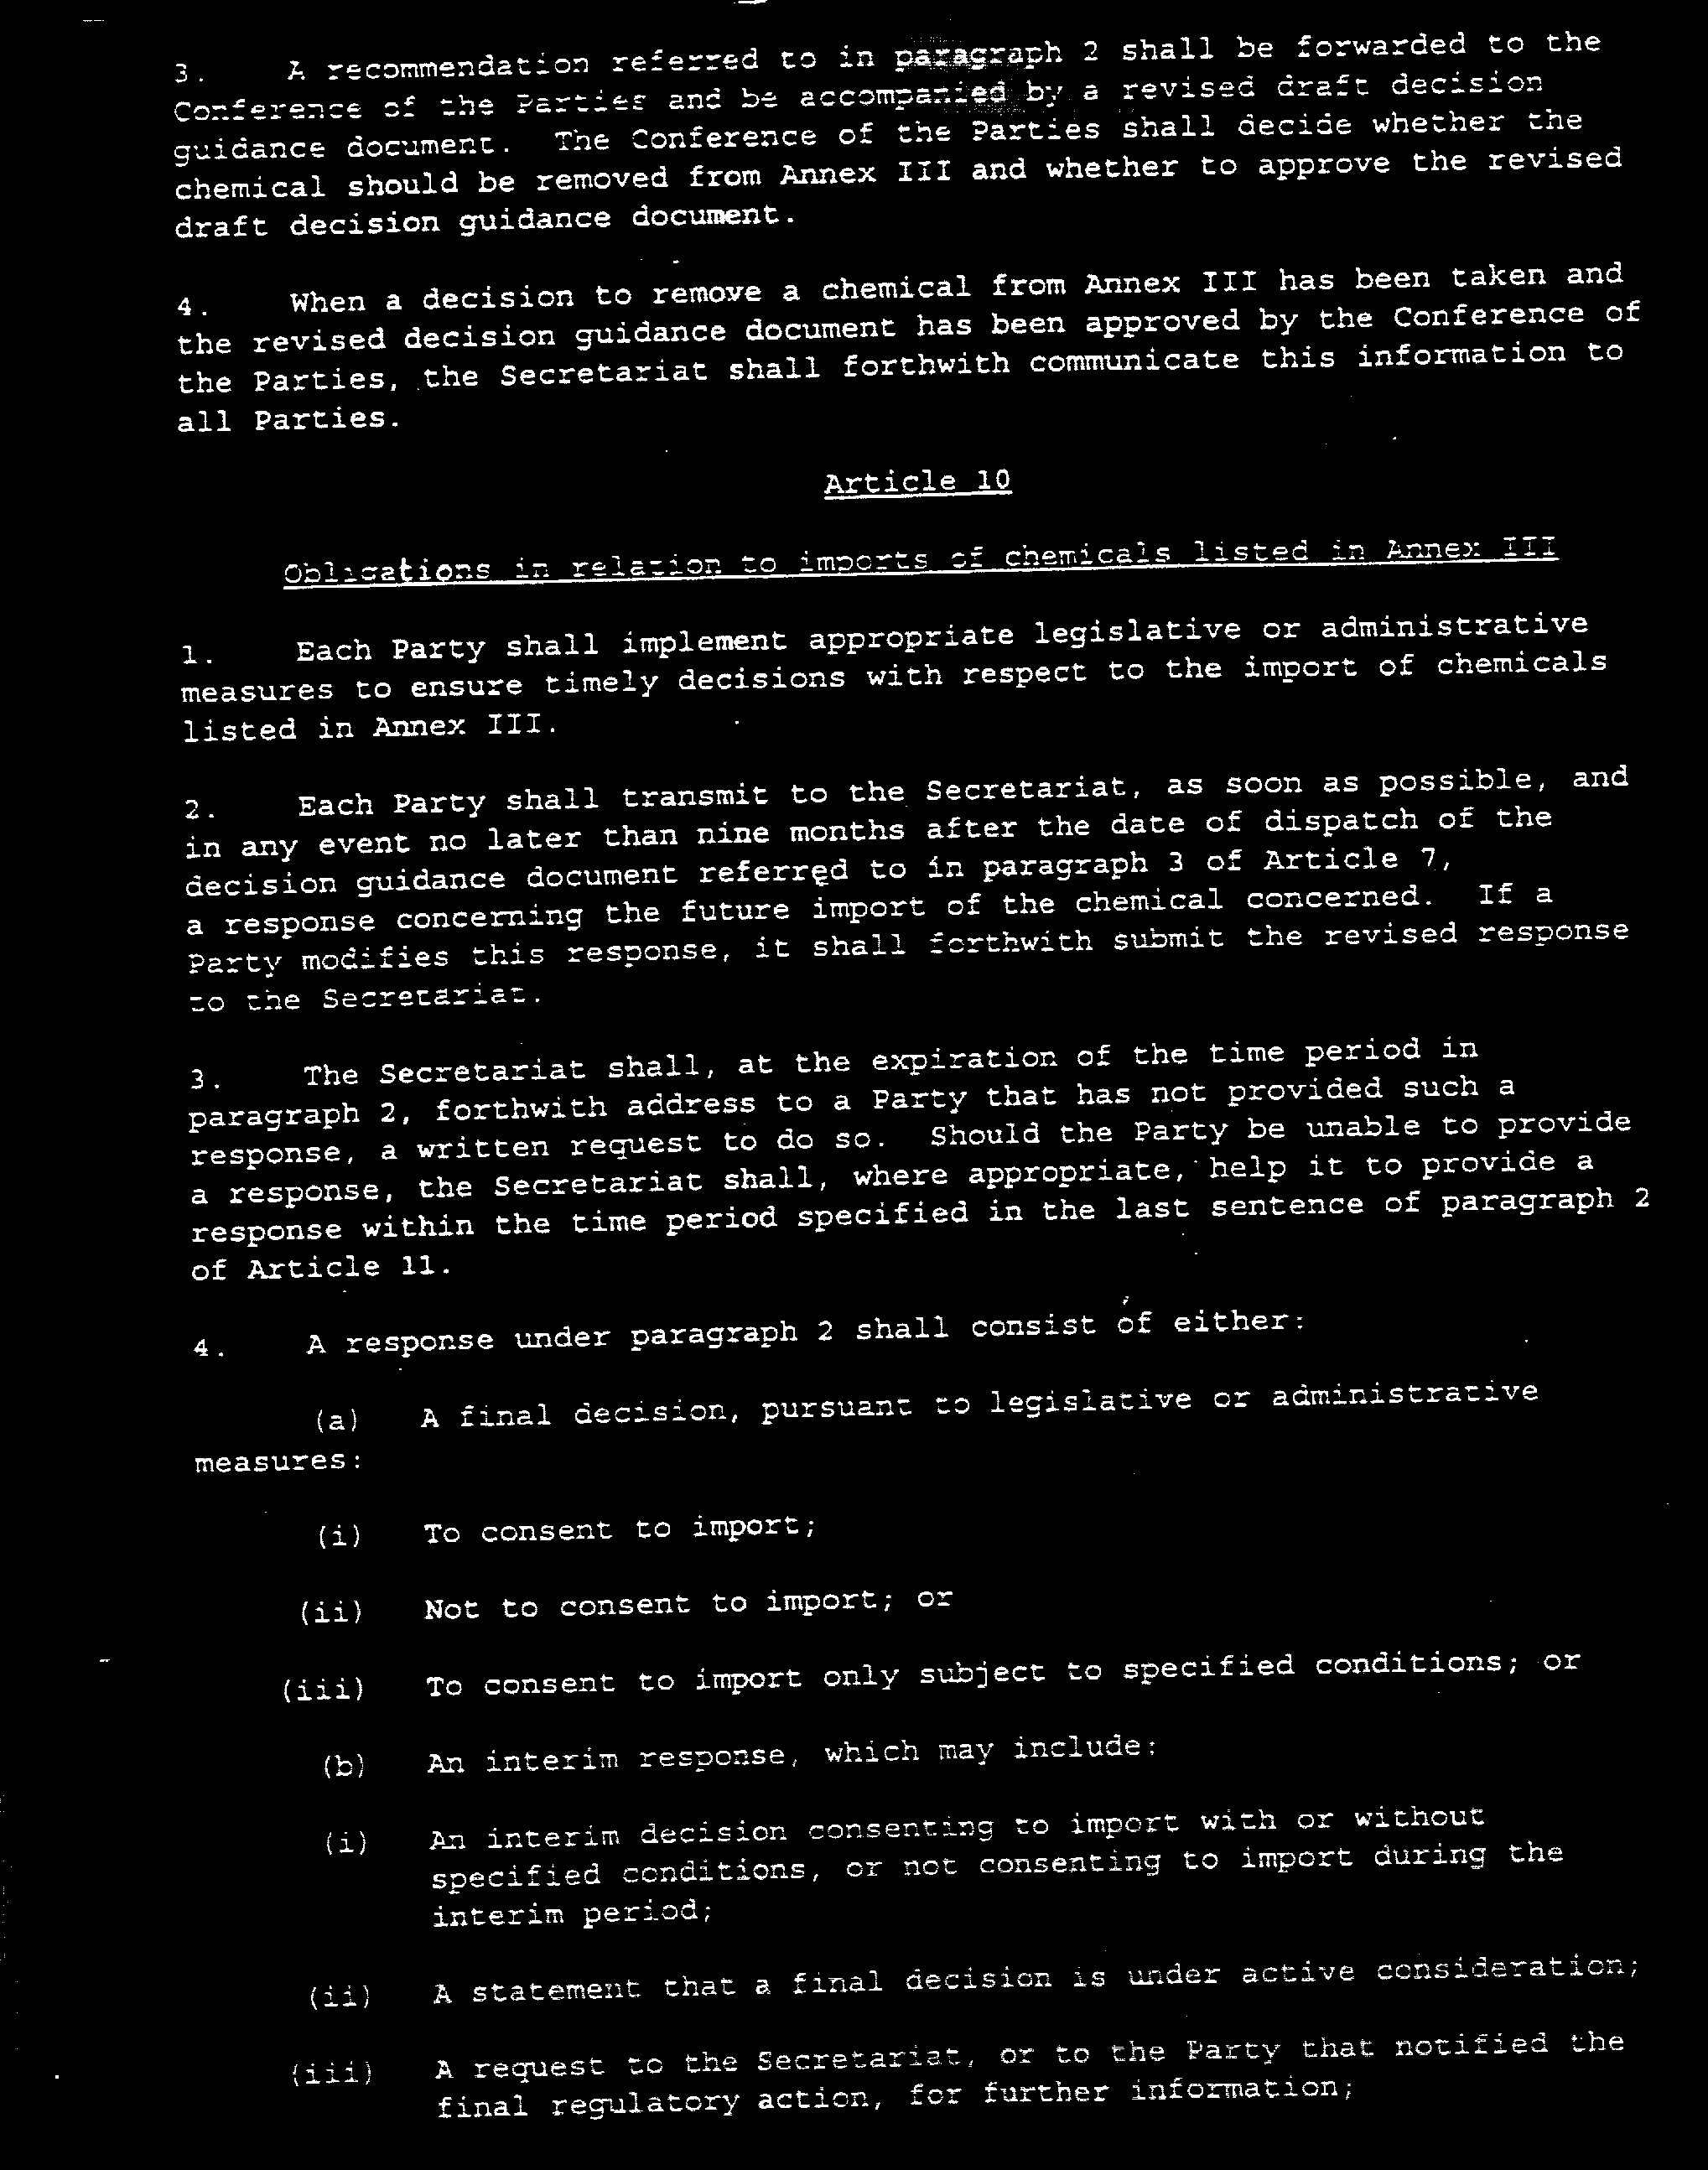 3. A recommendation referred to in paragraph 2 shall be forwarded to the
Conference of the Parties and be accompanied by a revised draft decision
guidance document. The Conference of the Parties shall decide whether the
chemical should be removed from Annex III and whether to approve the revised
draft decision guidance document.
4. When a decision to remove a chemical from Annex III has been taken and
the revised decision guidance document has been approved by the Conference of
the Parties, the Secretariat shall forthwith communicate this information to
all Parties.
Article 10
Obligations in relation to imports of chemicals listed in Annex III
1. Each Party shall implement appropriate legislative or administrative
measures to ensure timely decisions with respect to the import of chemicals
listed in Annex III.
2. Each Party shall transmit to the Secretariat, as soon as possible, and
in any event no later than nine months after the date of dispatch of the
decision guidance document referred to in paragraph 3 of Article 7,
a response concerning the future import of the chemical concerned. If a
Party modifies this response, it shall forthwith submit the revised response
to the Secretariat.
3. The Secretariat shall, at the expiration of the time period in
paragraph 2, forthwith address to a Party that has not provided such a
response, a written request to do so. Should the Party be unable to provide
a response, the Secretariat shall, where appropriate, help it to provide a
response within the time period specified in the last sentence of paragraph 2
of Article 11.
4. A response under paragraph 2 shall consist of either:
(a) A final decision, pursuant to legislative or administrative
measures:
(i) To consent to import;
(ii) Not to consent to import; or
(iii) To consent to import only subject to specified conditions; or
(b) An interim response, which may include:
(i) An interim decision consenting to import with or without
specified conditions, or not consenting to import during the
interim period;
(ii) A statement that a final decision is under active consideration;
(iii) A request to the Secretariat, or to the Party that notified the
final regulatory action, for further information;